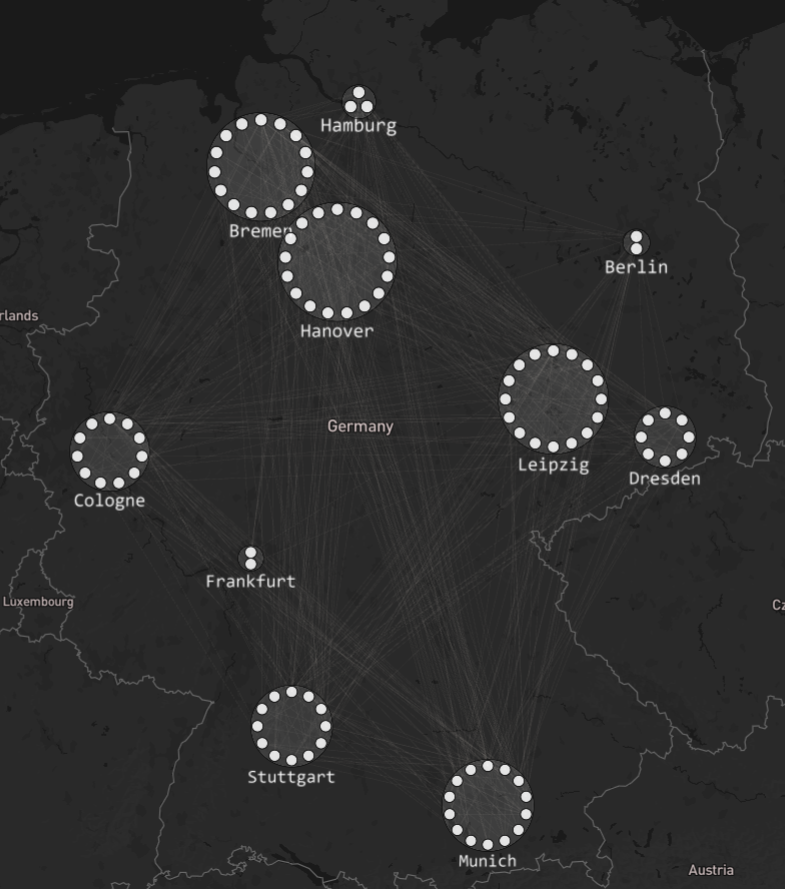 Hamburg
Bremen
Berlin
rlands
Hanover
Germany
Leipzig
Dresden
Cologne
Frankfurt
Luxembourg
Cz
Stuttgart
Munich
Austria